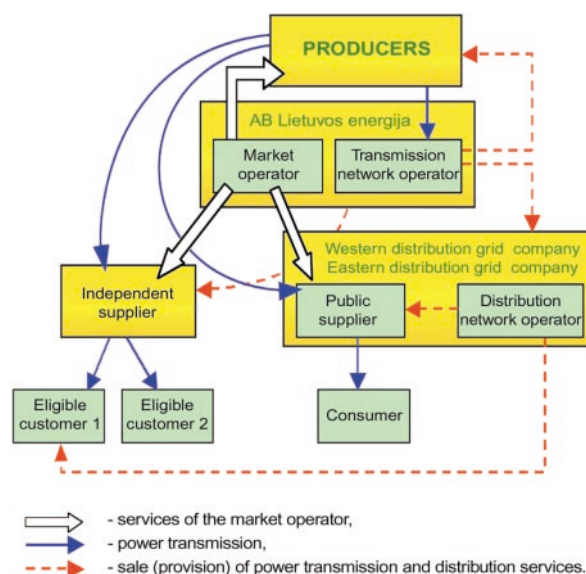 PRODUCERS
AB Lietuvos energija
Market
operator
Transmission
network operator
Western distribution grid company
Eastern distribution grid company
Independent
supplier
Public
supplier
Distribution
network operator
Eligible
customer 1
Eligible
customer 2
Consumer
- services of the market operator,
- power transmission,
- sale (provision) of power transmission and distribution services.